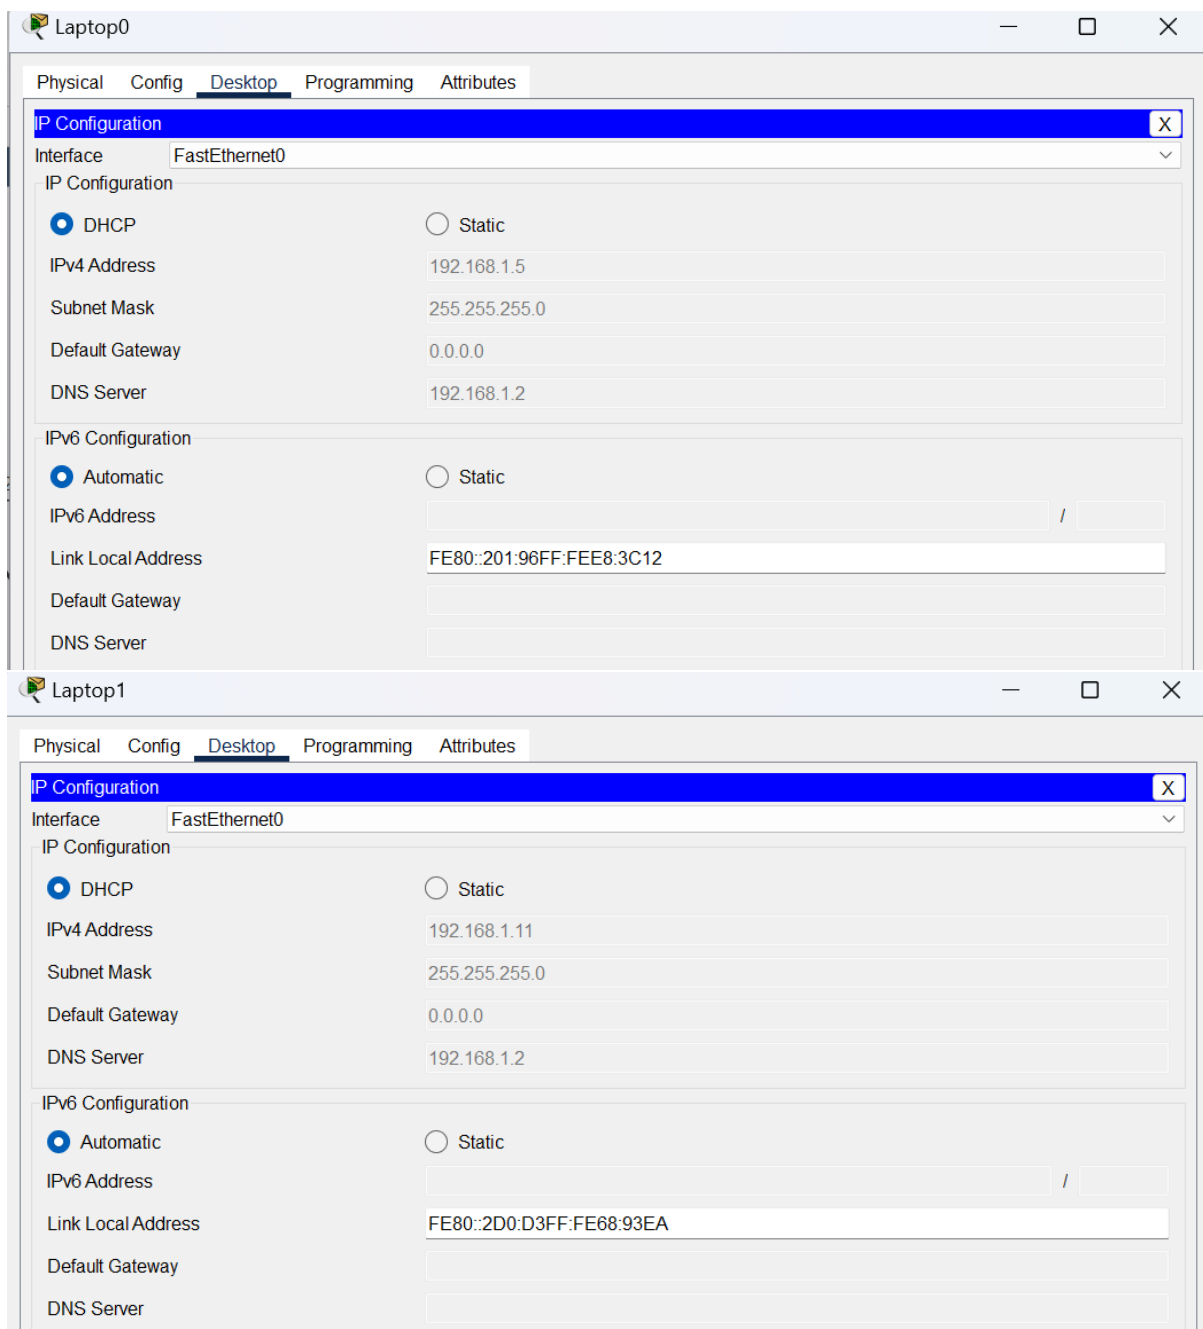 Laptop0
Physical Config Desktop Programming Attributes
IP Configuration X
Interface FastEthernet0
IP Configuration
DHCP Static
IPv4 Address 192.168.1.5
Subnet Mask 255.255.255.0
Default Gateway 0.0.0.0
DNS Server 192.168.1.2
IPv6 Configuration
Automatic Static
IPv6 Address /
Link Local Address FE80::201:96FF:FEE8:3C12
Default Gateway
DNS Server
Laptop1
Physical Config Desktop Programming Attributes
IP Configuration X
Interface FastEthernet0
IP Configuration
DHCP Static
IPv4 Address 192.168.1.11
Subnet Mask 255.255.255.0
Default Gateway 0.0.0.0
DNS Server 192.168.1.2
IPv6 Configuration
Automatic Static
IPv6 Address /
Link Local Address FE80::2D0:D3FF:FE68:93EA
Default Gateway
DNS Server